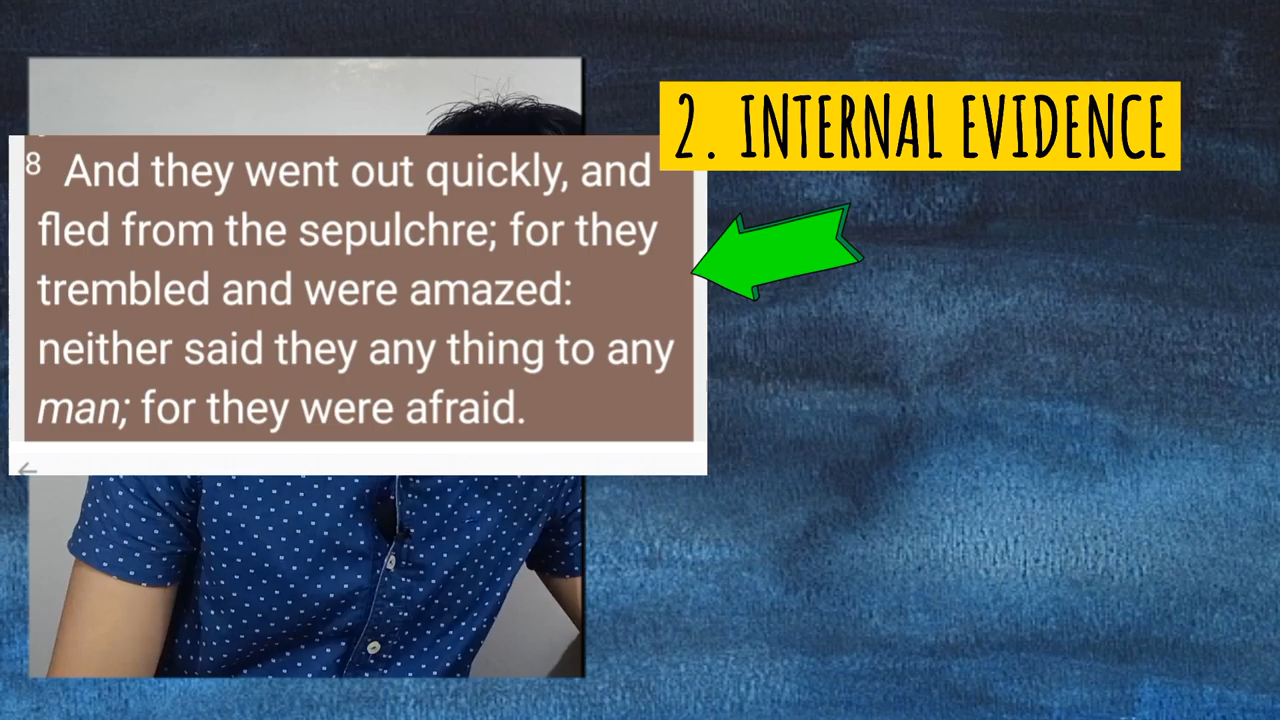 2. INTERNAL EVIDENCE
8 And they went out quickly, and
fled from the sepulchre; for they
trembled and were amazed:
neither said they any thing to any
man; for they were afraid.